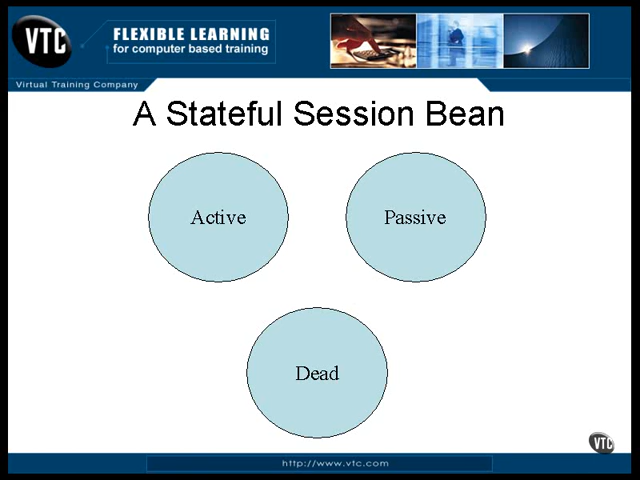 VTC
FLEXIBLE LEARNING
for computer based training
Virtual Training Company
A Stateful Session Bean
Active
Passive
Dead
VTC
http://www.vtc.com